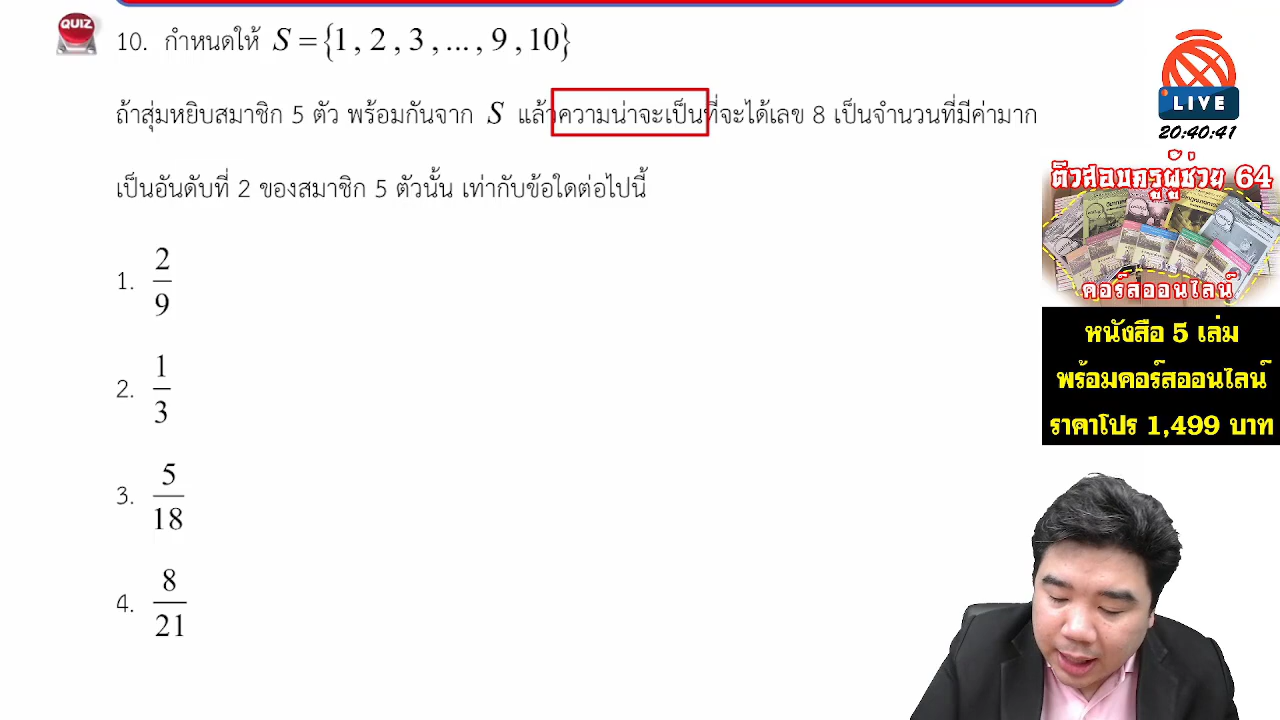 QUIZ
10. กำหนดให้ S = {1 , 2 , 3 , ... , 9 , 10}
ถ้าสุ่มหยิบสมาชิก 5 ตัว พร้อมกันจาก S แล้วความน่าจะเป็นที่จะได้เลข 8 เป็นจำนวนที่มีค่ามาก
เป็นอันดับที่ 2 ของสมาชิก 5 ตัวนั้น เท่ากับข้อใดต่อไปนี้
1. 2/9
2. 1/3
3. 5/18
4. 8/21
LIVE
20:40:41
ติวสอบครูผู้ช่วย 64
คอร์สออนไลน์
หนังสือ 5 เล่ม
พร้อมคอร์สออนไลน์
ราคาโปร 1,499 บาท